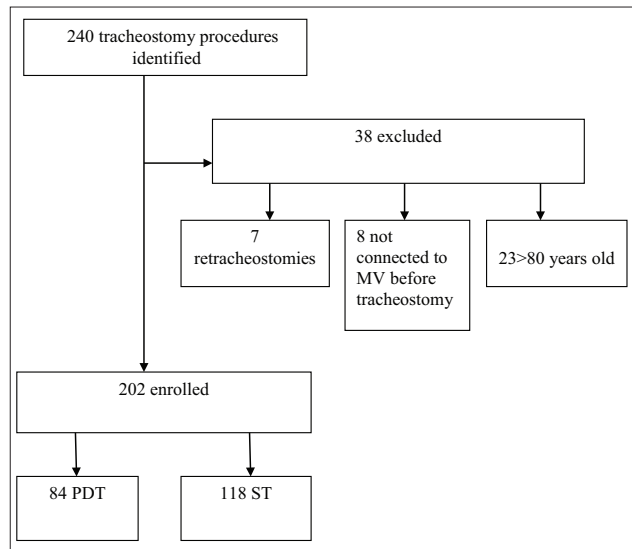 240 tracheostomy procedures
identified
38 excluded
7
retracheostomies
8 not
connected to
MV before
tracheostomy
23>80 years old
202 enrolled
84 PDT
118 ST